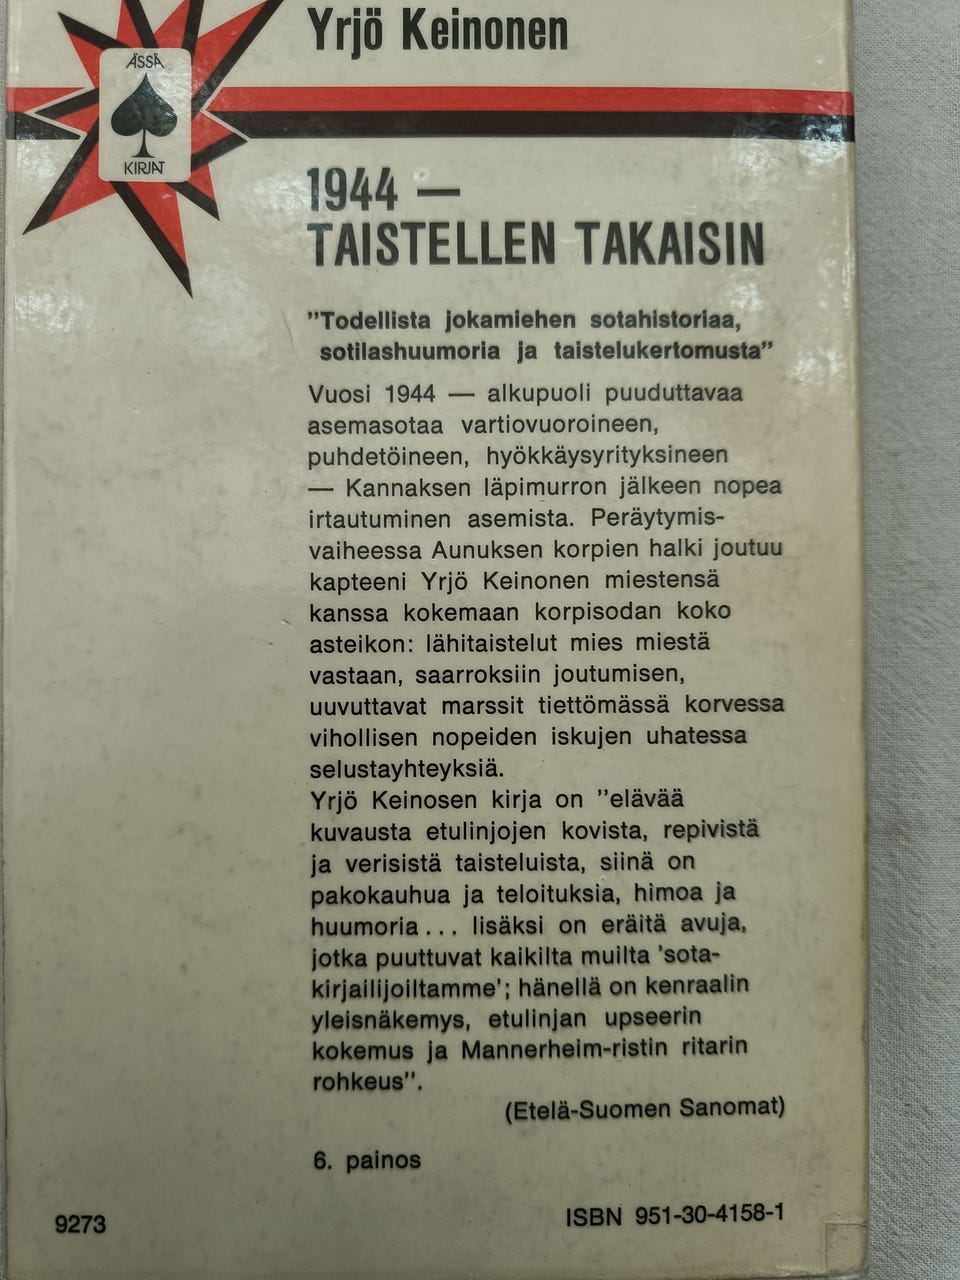 Yrjö Keinonen
ÄSSÄ
KIRJAT
1944 —
TAISTELLEN TAKAISIN
"Todellista jokamiehen sotahistoriaa,
sotilashuumoria ja taistelukertomusta"
Vuosi 1944 — alkupuoli puuduttavaa
asemasotaa vartiovuoroineen,
puhdetöineen, hyökkäysyrityksineen
— Kannaksen läpimurron jälkeen nopea
irtautuminen asemista. Peräytymis-
vaiheessa Aunuksen korpien halki joutuu
kapteeni Yrjö Keinonen miestensä
kanssa kokemaan korpisodan koko
asteikon: lähitaistelut mies miestä
vastaan, saarroksiin joutumisen,
uuvuttavat marssit tiettömässä korvessa
vihollisen nopeiden iskujen uhatessa
selustayhteyksiä.
Yrjö Keinosen kirja on "elävää
kuvausta etulinjojen kovista, repivistä
ja verisistä taisteluista, siinä on
pakokauhua ja teloituksia, himoa ja
huumoria... lisäksi on eräitä avuja,
jotka puuttuvat kaikilta muilta 'sota-
kirjailijoiltamme'; hänellä on kenraalin
yleisnäkemys, etulinjan upseerin
kokemus ja Mannerheim-ristin ritarin
rohkeus".
(Etelä-Suomen Sanomat)
6. painos
9273
ISBN 951-30-4158-1